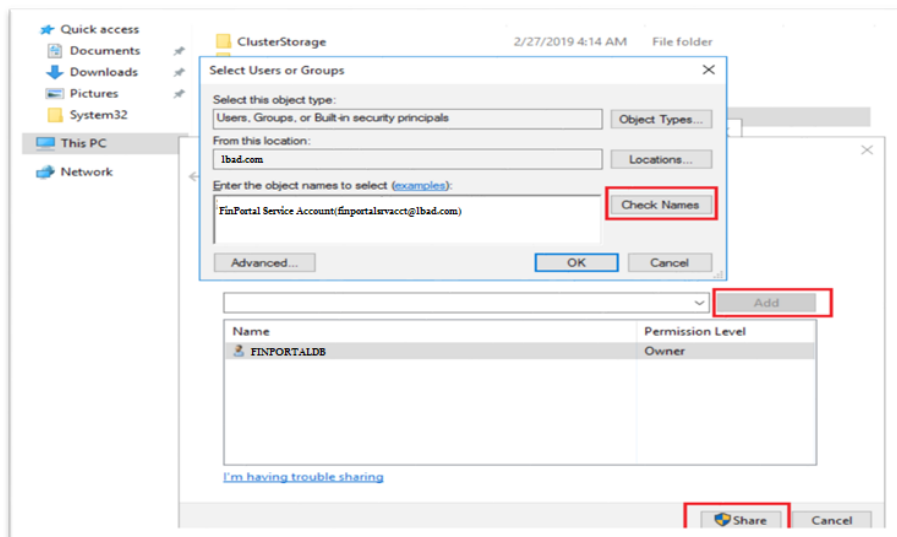 Quick access
Documents
Downloads
Pictures
System32
This PC
Network
ClusterStorage 2/27/2019 4:14 AM File folder
Select Users or Groups
Select this object type:
Users, Groups, or Built-in security principals
Object Types...
From this location:
lbad.com
Locations...
Enter the object names to select (examples):
FinPortal Service Account(finportalsrvacct@lbad.com)
Check Names
Advanced...
OK
Cancel
Add
Name Permission Level
FINPORTALDB Owner
I'm having trouble sharing
Share
Cancel